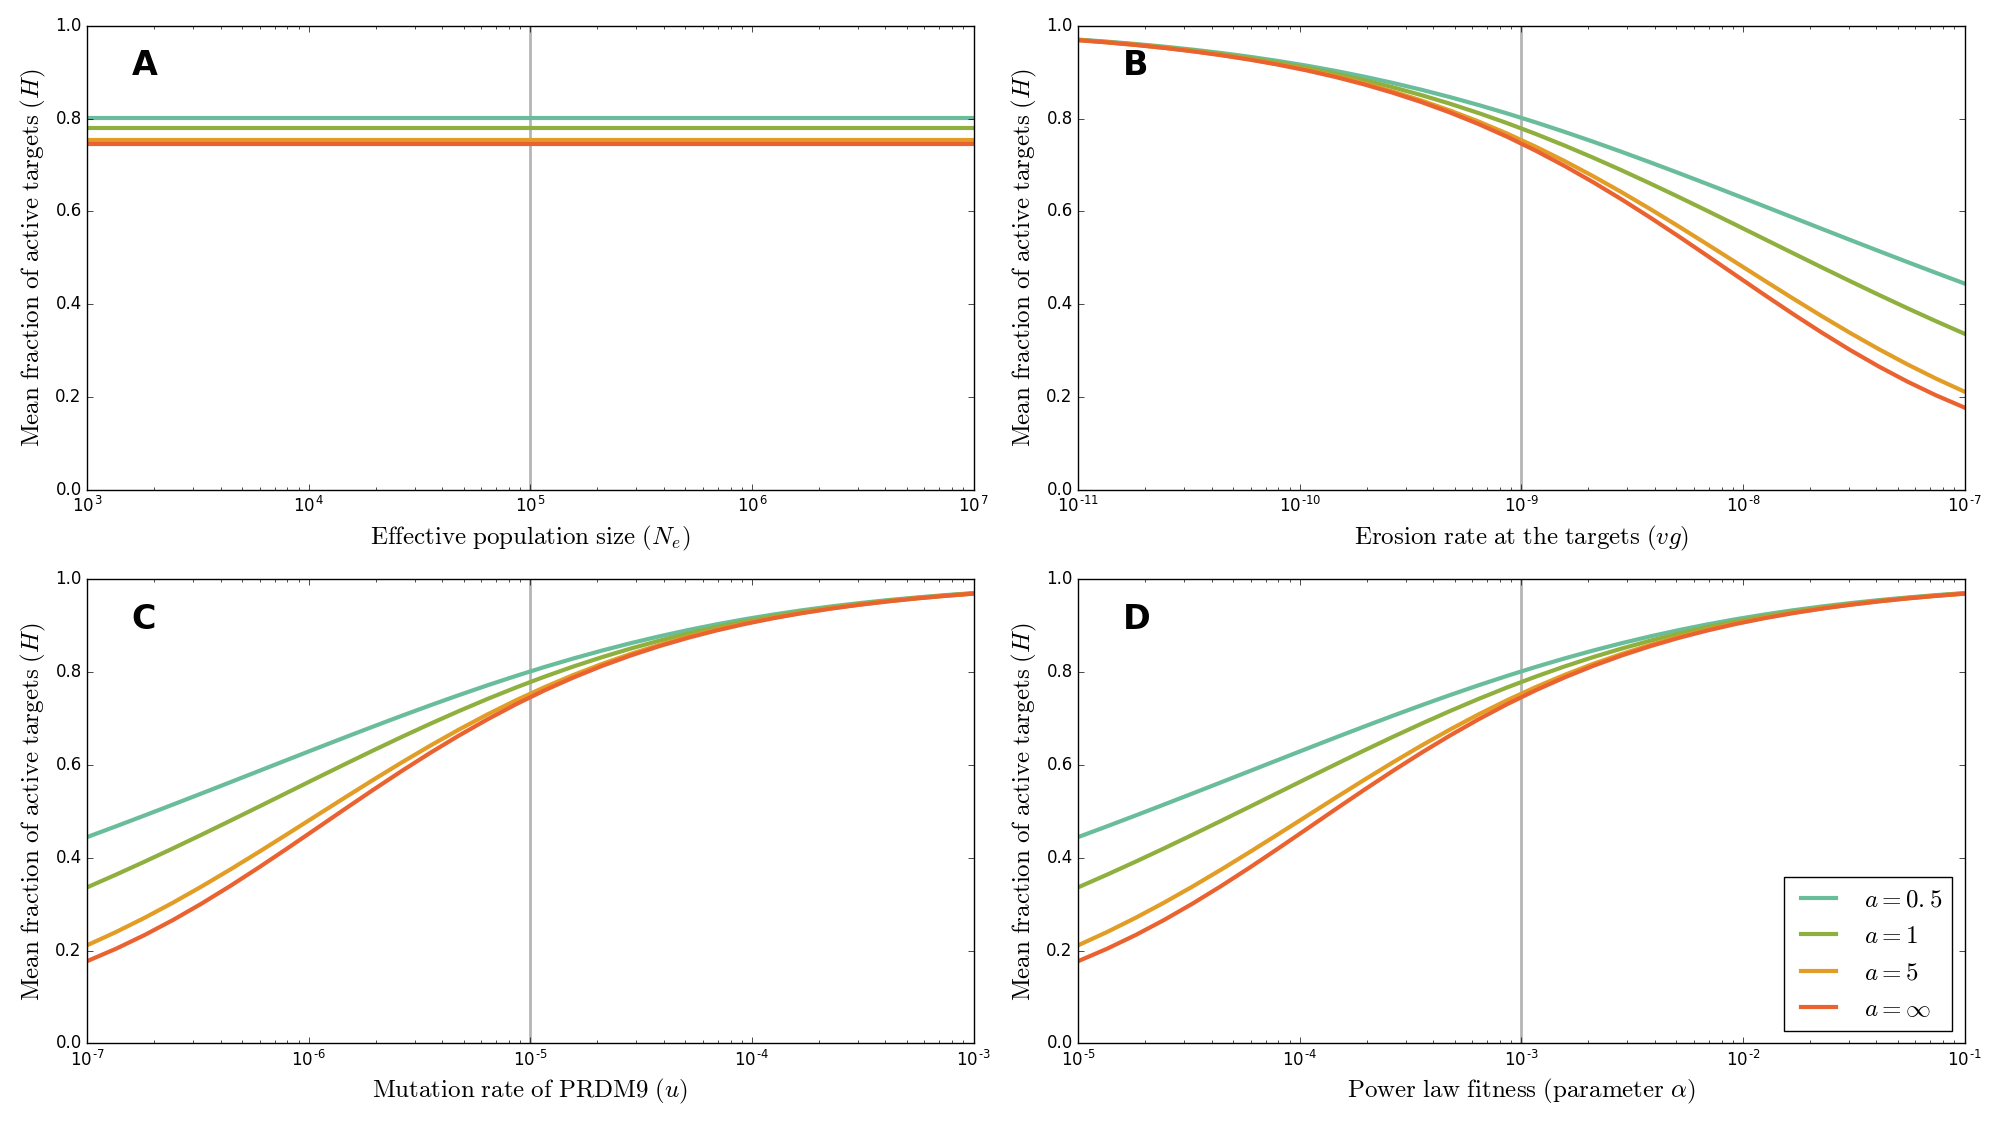 A
Mean fraction of active targets (H)
1.0
0.8
0.6
0.4
0.2
0.0
10^3 10^4 10^5 10^6 10^7
Effective population size (N_e)
B
Mean fraction of active targets (H)
1.0
0.8
0.6
0.4
0.2
0.0
10^-11 10^-10 10^-9 10^-8 10^-7
Erosion rate at the targets (vg)
C
Mean fraction of active targets (H)
1.0
0.8
0.6
0.4
0.2
0.0
10^-7 10^-6 10^-5 10^-4 10^-3
Mutation rate of PRDM9 (u)
D
Mean fraction of active targets (H)
1.0
0.8
0.6
0.4
0.2
0.0
10^-5 10^-4 10^-3 10^-2 10^-1
Power law fitness (parameter α)
a = 0.5
a = 1
a = 5
a = ∞